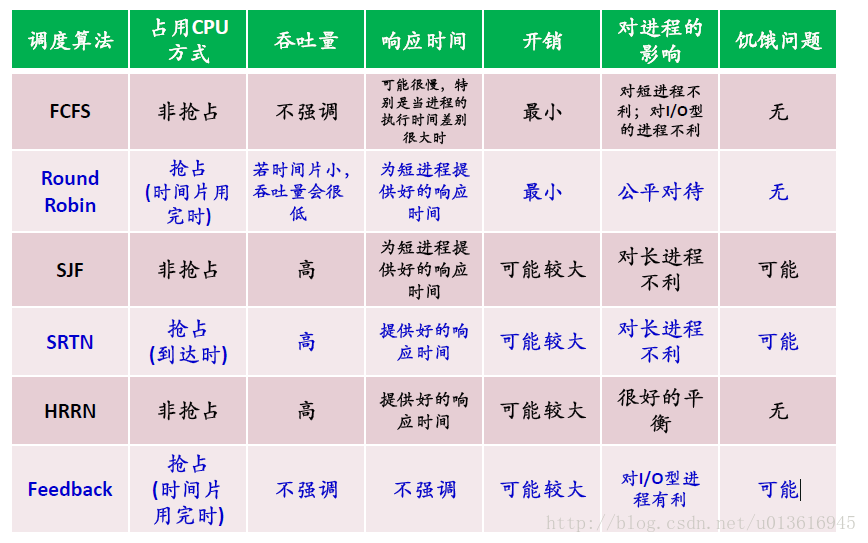 调度算法 占用CPU方式 吞吐量 响应时间 开销 对进程的影响 饥饿问题
FCFS 非抢占 不强调 可能很慢，特别是当进程的执行时间差别很大时 最小 对短进程不利；对I/O型的进程不利 无
Round Robin 抢占(时间片用完时) 若时间片小，吞吐量会很低 为短进程提供好的响应时间 最小 公平对待 无
SJF 非抢占 高 为短进程提供好的响应时间 可能较大 对长进程不利 可能
SRTN 抢占(到达时) 高 提供好的响应时间 可能较大 对长进程不利 可能
HRRN 非抢占 高 提供好的响应时间 可能较大 很好的平衡 无
Feedback 抢占(时间片用完时) 不强调 不强调 可能较大 对I/O型进程有利 可能
http://blog.csdn.net/u013616945